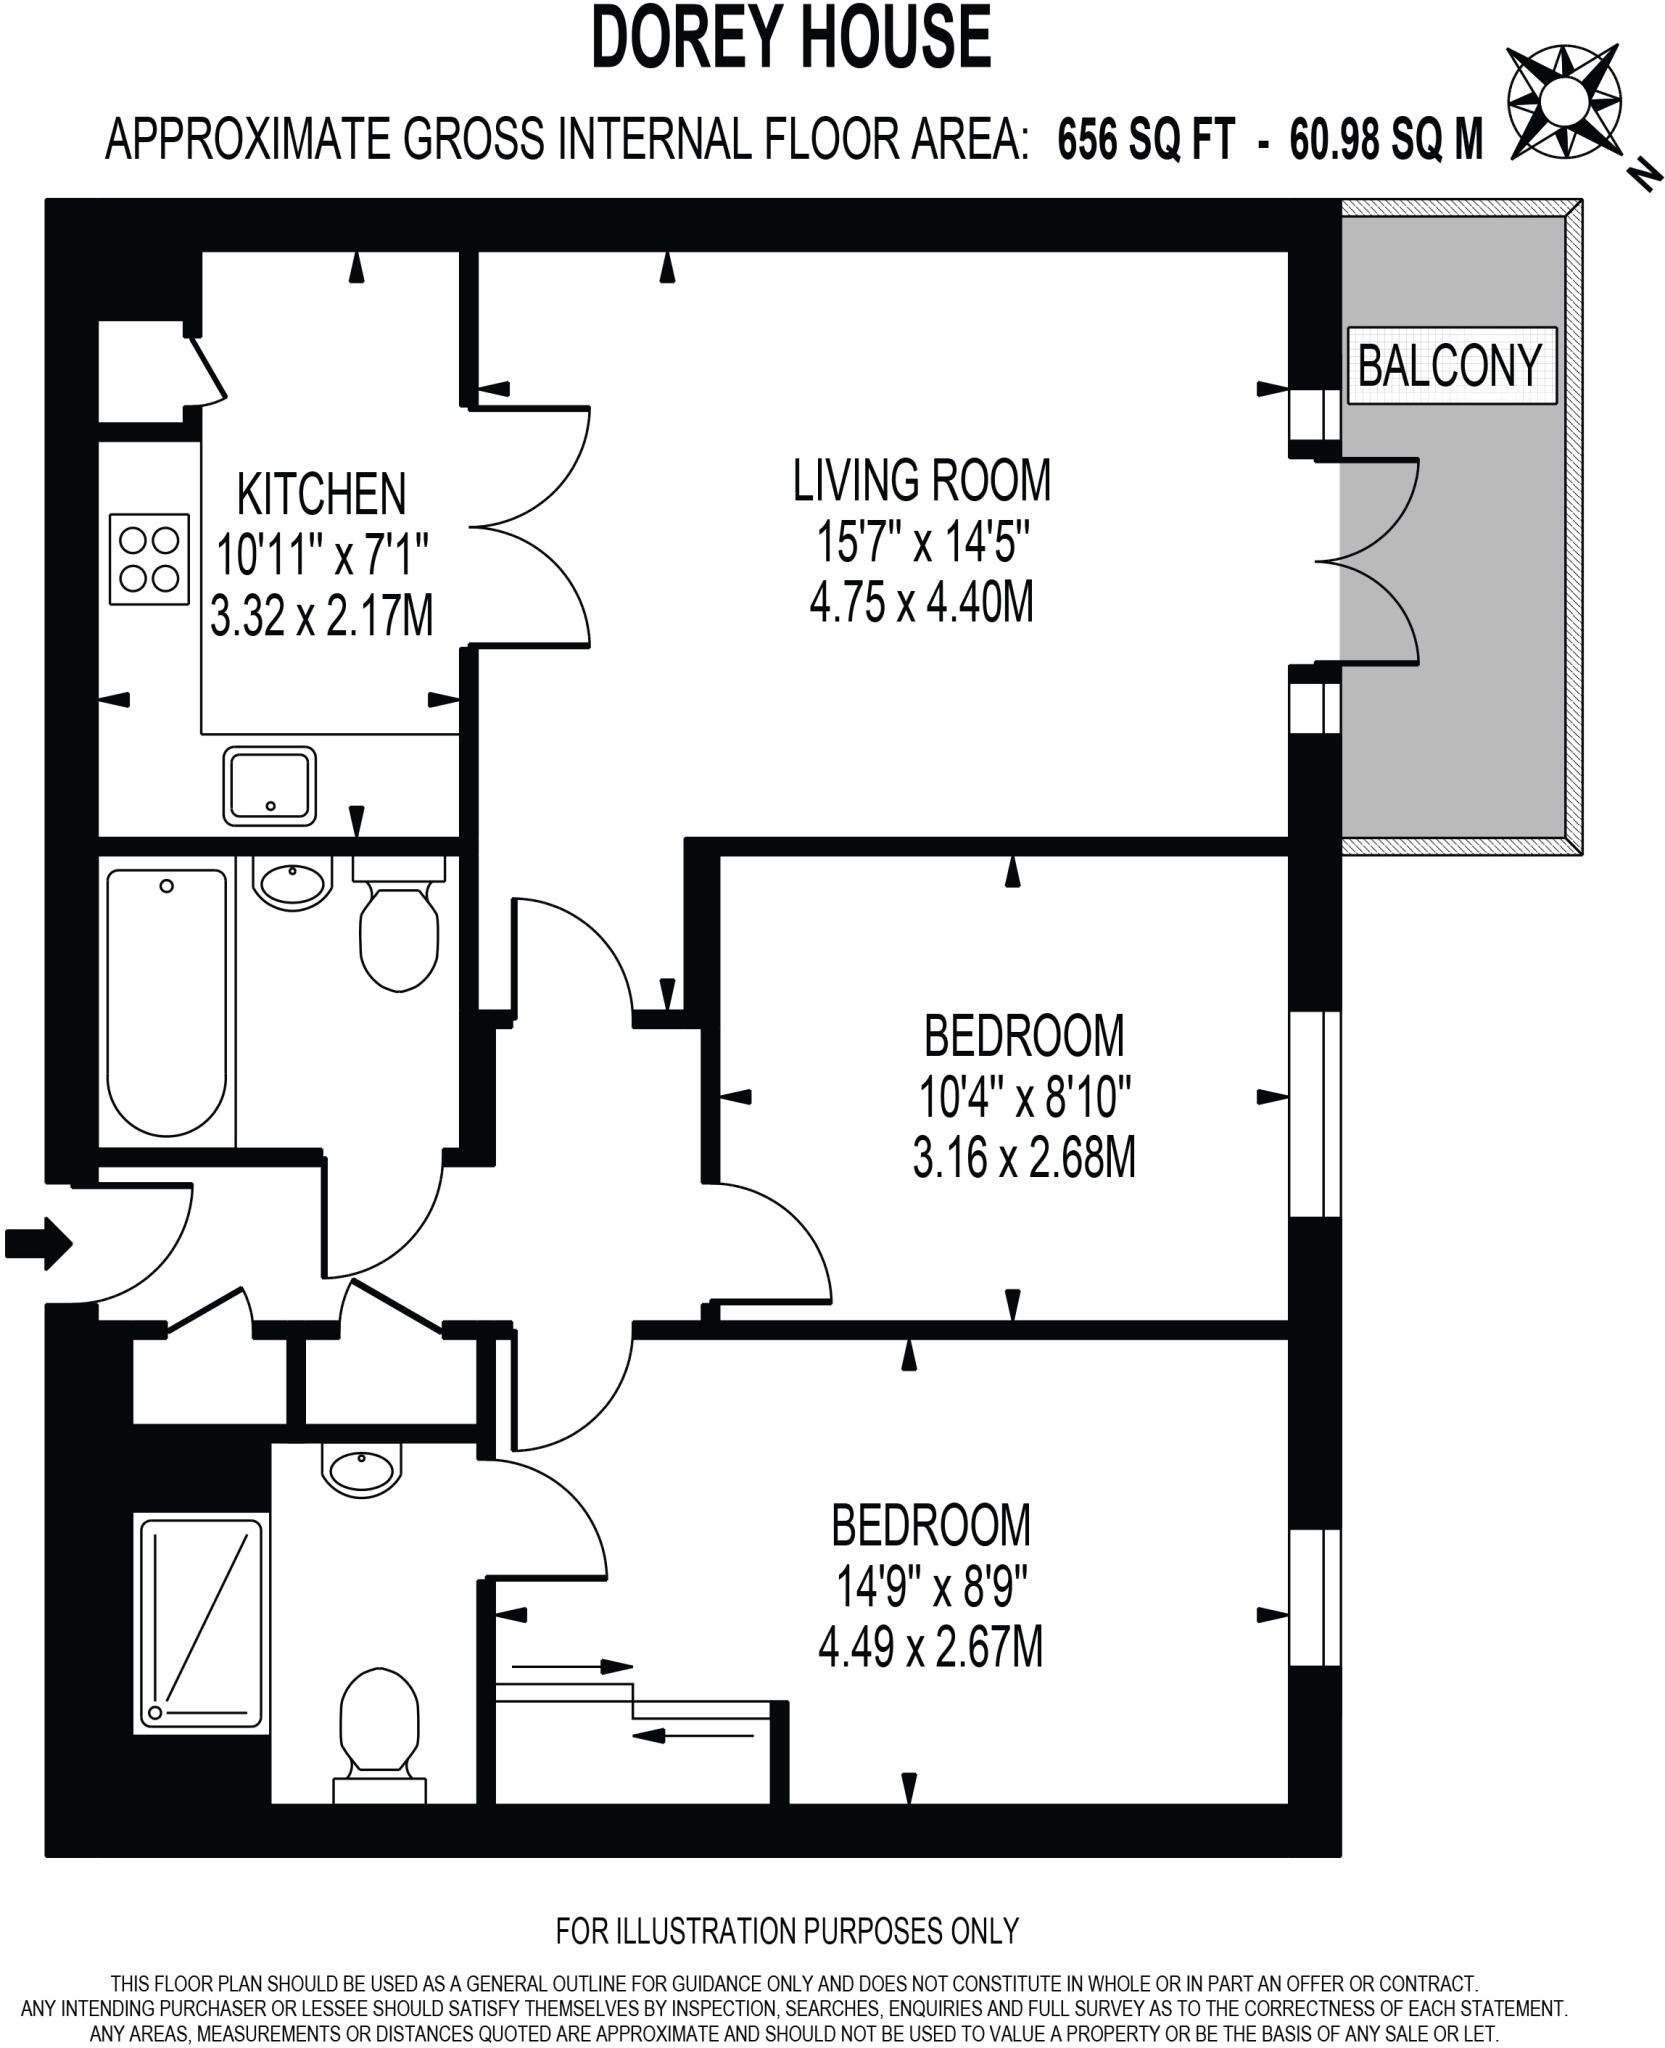 DOREY HOUSE
APPROXIMATE GROSS INTERNAL FLOOR AREA: 656 SQ FT - 60.98 SQ M
N
BALCONY
KITCHEN
10'11" x 7'1"
3.32 x 2.17M
LIVING ROOM
15'7" x 14'5"
4.75 x 4.40M
BEDROOM
10'4" x 8'10"
3.16 x 2.68M
BEDROOM
14'9" x 8'9"
4.49 x 2.67M
FOR ILLUSTRATION PURPOSES ONLY
THIS FLOOR PLAN SHOULD BE USED AS A GENERAL OUTLINE FOR GUIDANCE ONLY AND DOES NOT CONSTITUTE IN WHOLE OR IN PART AN OFFER OR CONTRACT.
ANY INTENDING PURCHASER OR LESSEE SHOULD SATISFY THEMSELVES BY INSPECTION, SEARCHES, ENQUIRIES AND FULL SURVEY AS TO THE CORRECTNESS OF EACH STATEMENT.
ANY AREAS, MEASUREMENTS OR DISTANCES QUOTED ARE APPROXIMATE AND SHOULD NOT BE USED TO VALUE A PROPERTY OR BE THE BASIS OF ANY SALE OR LET.